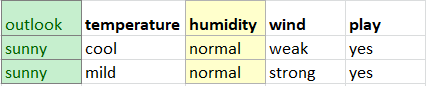 outlook temperature humidity wind play
sunny cool normal weak yes
sunny mild normal strong yes